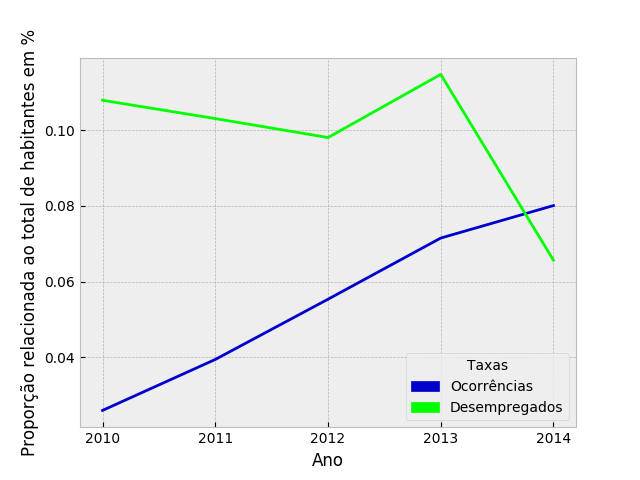 Proporção relacionada ao total de habitantes em %
0.10
0.08
0.06
0.04
Taxas
Ocorrências
Desempregados
2010 2011 2012 2013 2014
Ano